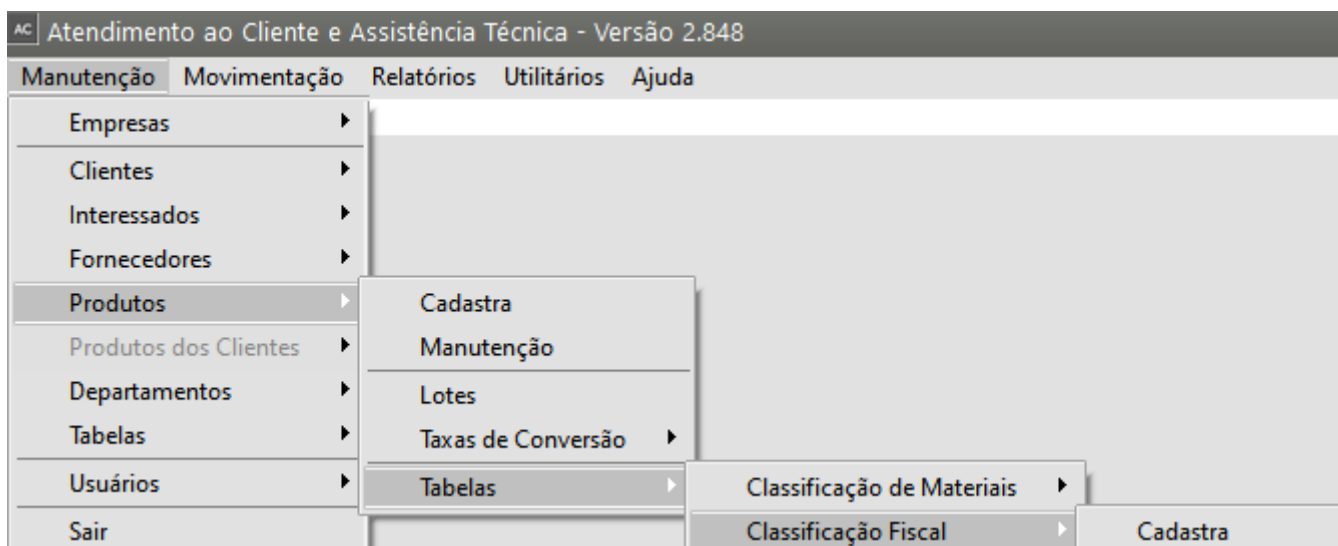 AC Atendimento ao Cliente e Assistência Técnica - Versão 2.848
Manutenção Movimentação Relatórios Utilitários Ajuda
Empresas
Clientes
Interessados
Fornecedores
Produtos
Produtos dos Clientes
Departamentos
Tabelas
Usuários
Sair
Cadastra
Manutenção
Lotes
Taxas de Conversão
Tabelas
Classificação de Materiais
Classificação Fiscal
Cadastra